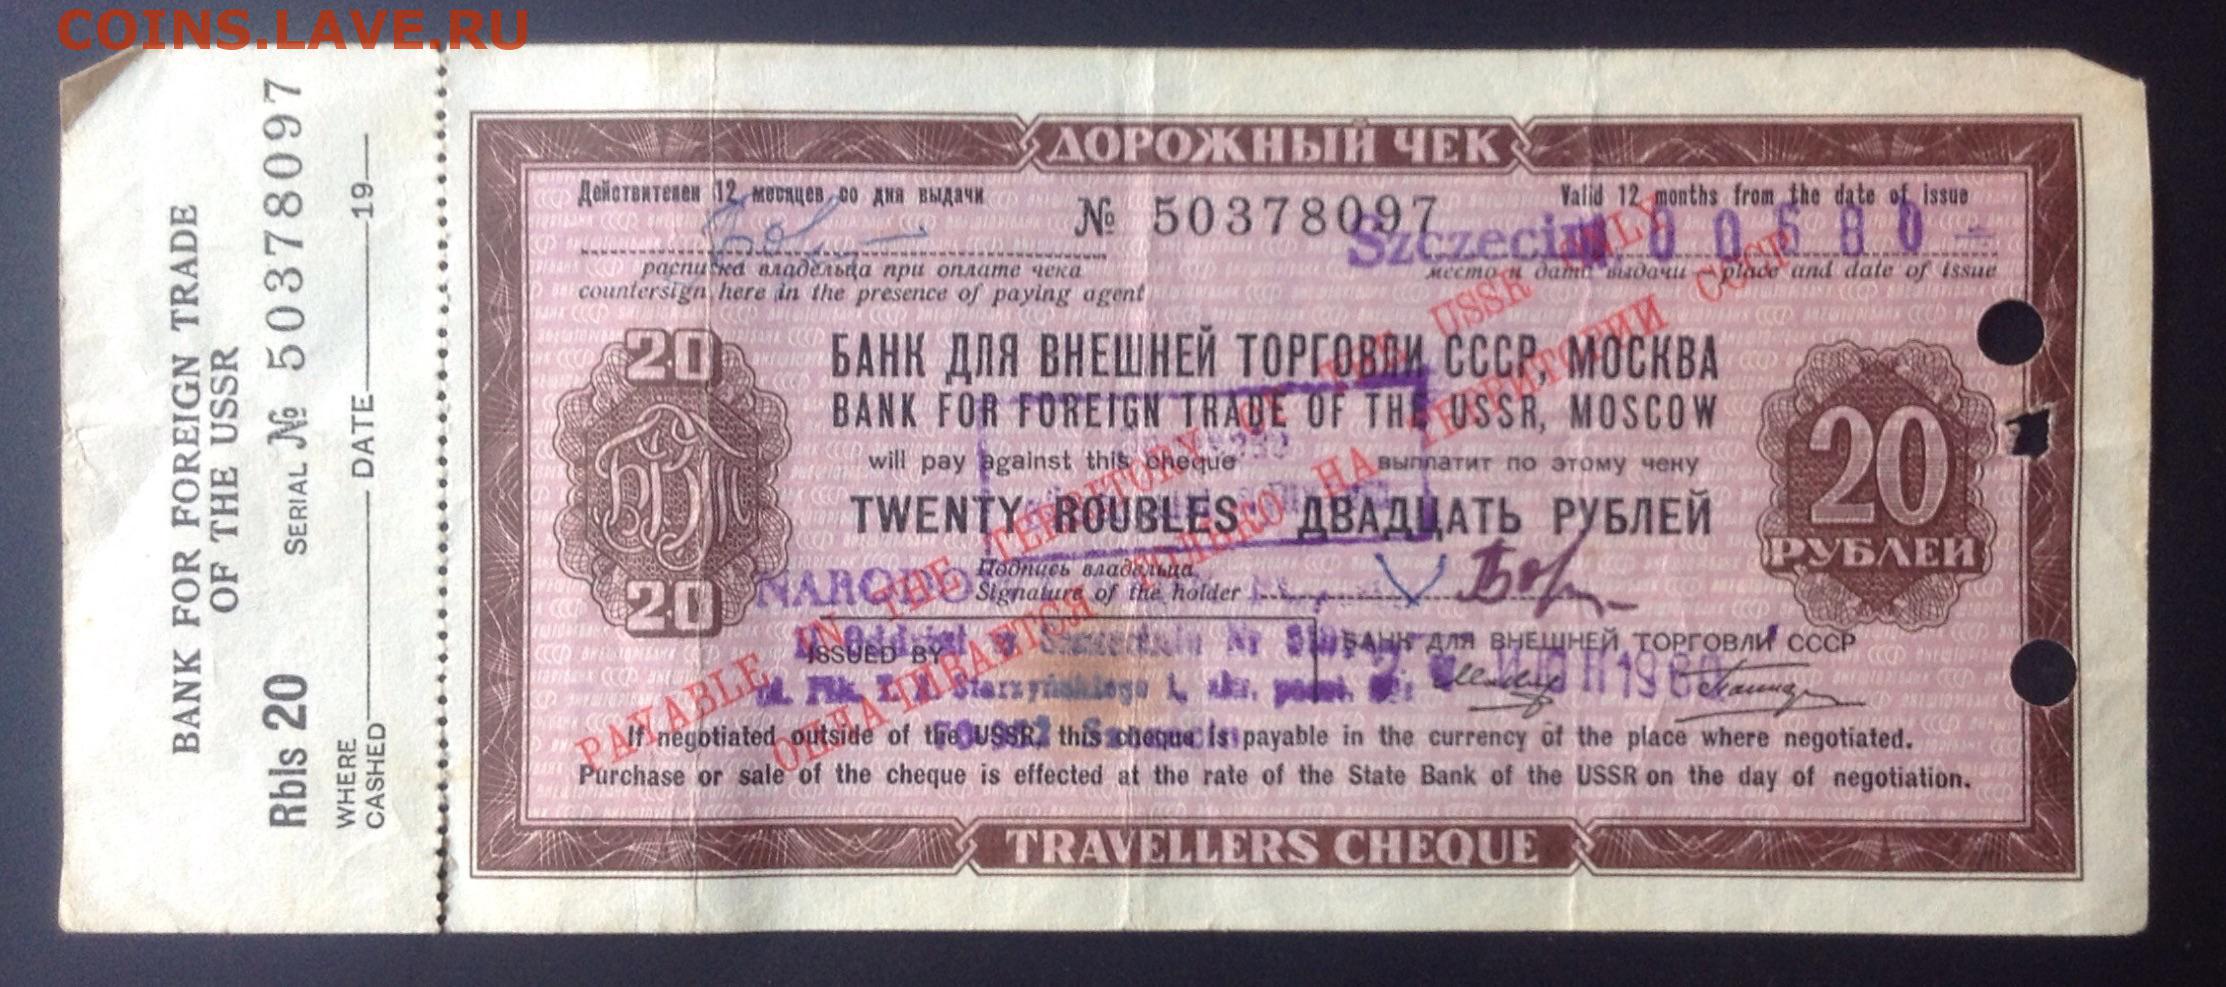 COINS.LAVE.RU
BANK FOR FOREIGN TRADE
OF THE USSR
Rbls 20 SERIAL № 50378097
WHERE CASHED DATE 19
ДОРОЖНЫЙ ЧЕК
Действителен 12 месяцев со дня выдачи
Valid 12 months from the date of issue
№ 50378097
Szczecin
расписка владельца при оплате чека
countersign here in the presence of paying agent
место и дата выдачи place and date of issue
20
БВТ
20
БАНК ДЛЯ ВНЕШНЕЙ ТОРГОВЛИ СССР, МОСКВА
BANK FOR FOREIGN TRADE OF THE USSR, MOSCOW
will pay against this cheque выплатит по этому чеку
TWENTY ROUBLES ДВАДЦАТЬ РУБЛЕЙ
20
РУБЛЕЙ
Подпись владельца
Signature of the holder
PAYABLE ON THE TERRITORY OF THE USSR ONLY
ОПЛАЧИВАЕТСЯ ТОЛЬКО НА ТЕРРИТОРИИ СССР
ISSUED BY
БАНК ДЛЯ ВНЕШНЕЙ ТОРГОВЛИ СССР
If negotiated outside of the USSR, this cheque is payable in the currency of the place where negotiated.
Purchase or sale of the cheque is effected at the rate of the State Bank of the USSR on the day of negotiation.
TRAVELLERS CHEQUE